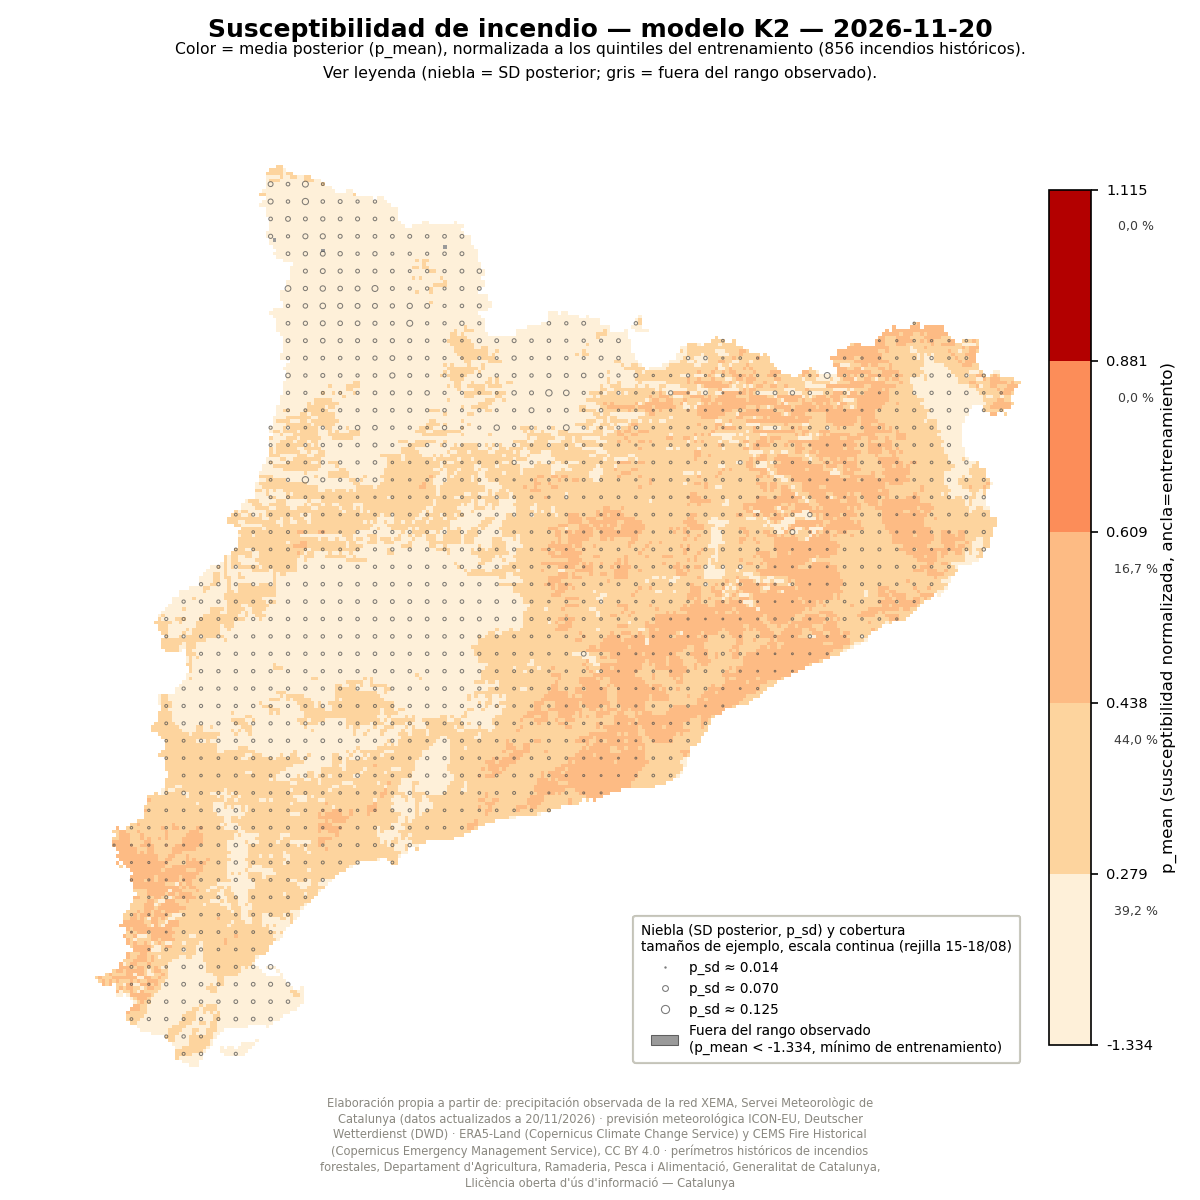 Susceptibilidad de incendio — modelo K2 — 2026-11-20
Color = media posterior (p_mean), normalizada a los quintiles del entrenamiento (856 incendios históricos).
Ver leyenda (niebla = SD posterior; gris = fuera del rango observado).
1.115
0,0 %
0.881
0,0 %
0.609
16,7 %
0.438
44,0 %
0.279
39,2 %
-1.334
p_mean (susceptibilidad normalizada, ancla=entrenamiento)
Niebla (SD posterior, p_sd) y cobertura
tamaños de ejemplo, escala continua (rejilla 15-18/08)
p_sd ≈ 0.014
p_sd ≈ 0.070
p_sd ≈ 0.125
Fuera del rango observado
(p_mean < -1.334, mínimo de entrenamiento)
Elaboración propia a partir de: precipitación observada de la red XEMA, Servei Meteorològic de
Catalunya (datos actualizados a 20/11/2026) · previsión meteorológica ICON-EU, Deutscher
Wetterdienst (DWD) · ERA5-Land (Copernicus Climate Change Service) y CEMS Fire Historical
(Copernicus Emergency Management Service), CC BY 4.0 · perímetros históricos de incendios
forestales, Departament d'Agricultura, Ramaderia, Pesca i Alimentació, Generalitat de Catalunya,
Llicència oberta d'ús d'informació — Catalunya